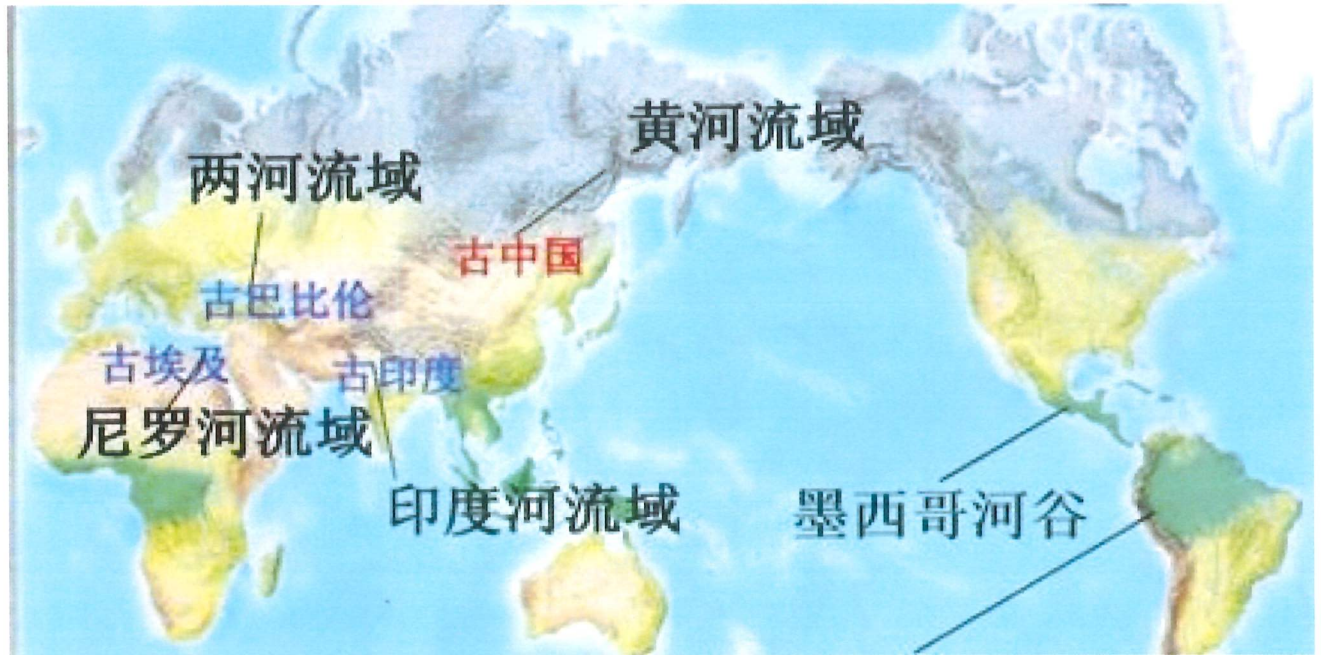 黄河流域
两河流域
古中国
古巴比伦
古埃及
古印度
尼罗河流域
印度河流域
墨西哥河谷